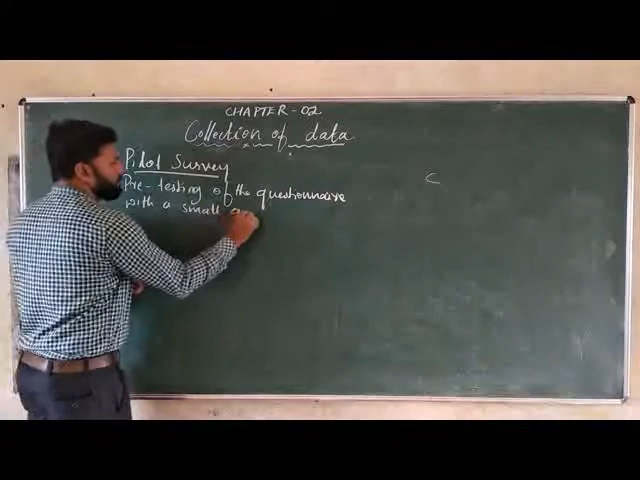 CHAPTER - 02
Collection of data
Pilot Survey
Pre-testing of the questionnaire
with a small
C